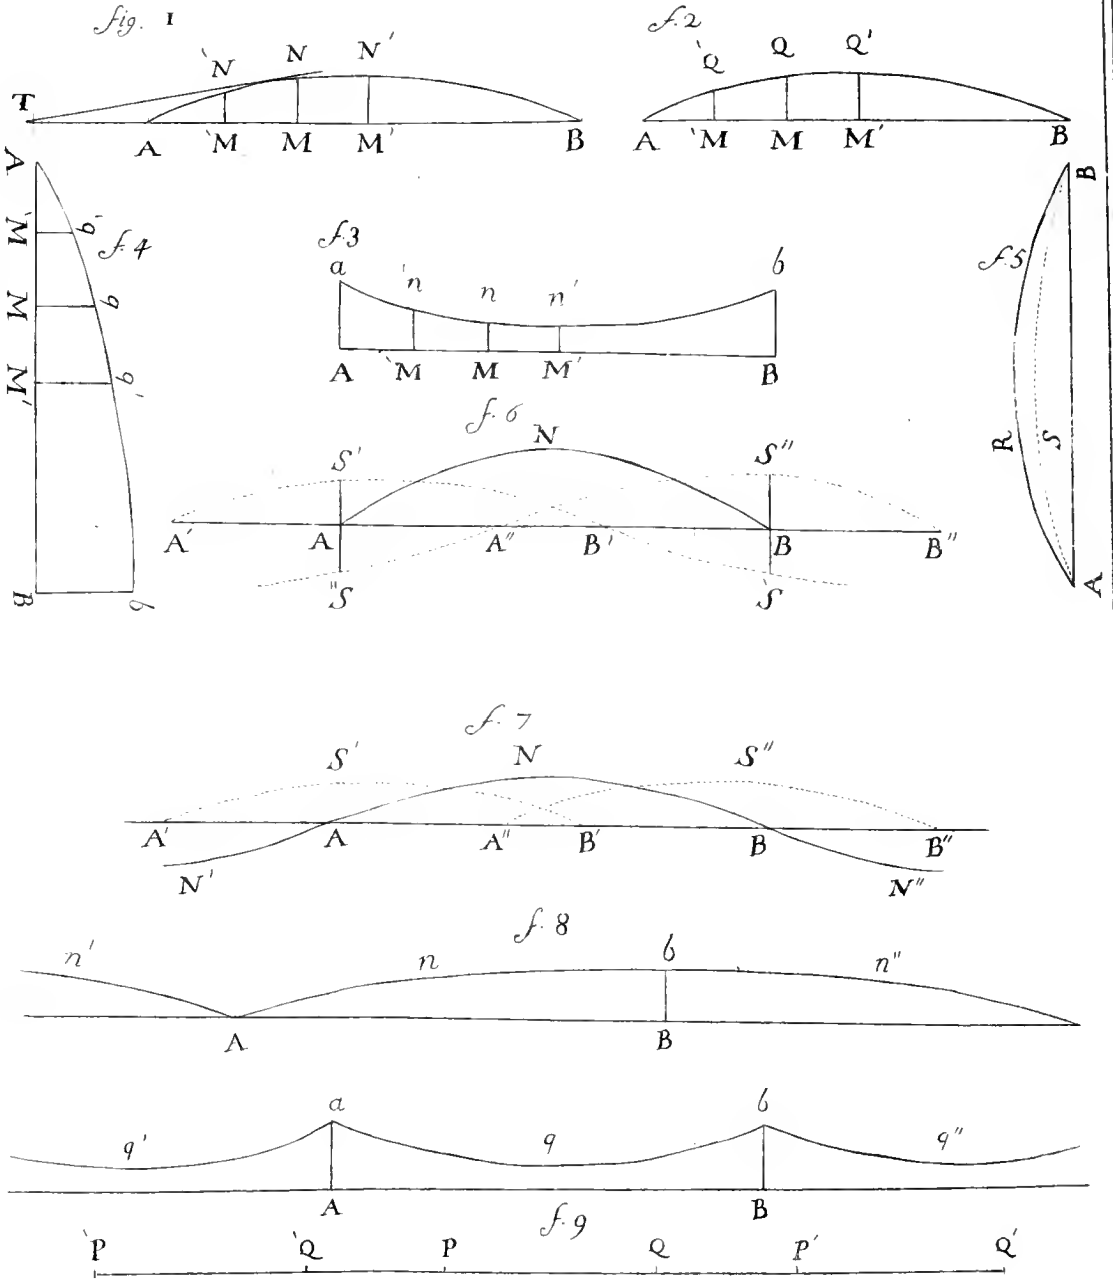 fig. 1
f. 2
'N N N'
'Q Q Q'
T A 'M M M' B
A 'M M M' B
A 'M M M' B
'q q q' b
f. 4
f. 3
a 'n n n' b
A 'M M M' B
f. 5
B R S A
f. 6
S' N S''
A' A A'' B' B B''
''S 'S
f. 7
S' N S''
A' A A'' B' B B''
N' N''
f. 8
n' n b n''
A B
a b
q' q q''
A B
f. 9
'P 'Q P Q P' Q'